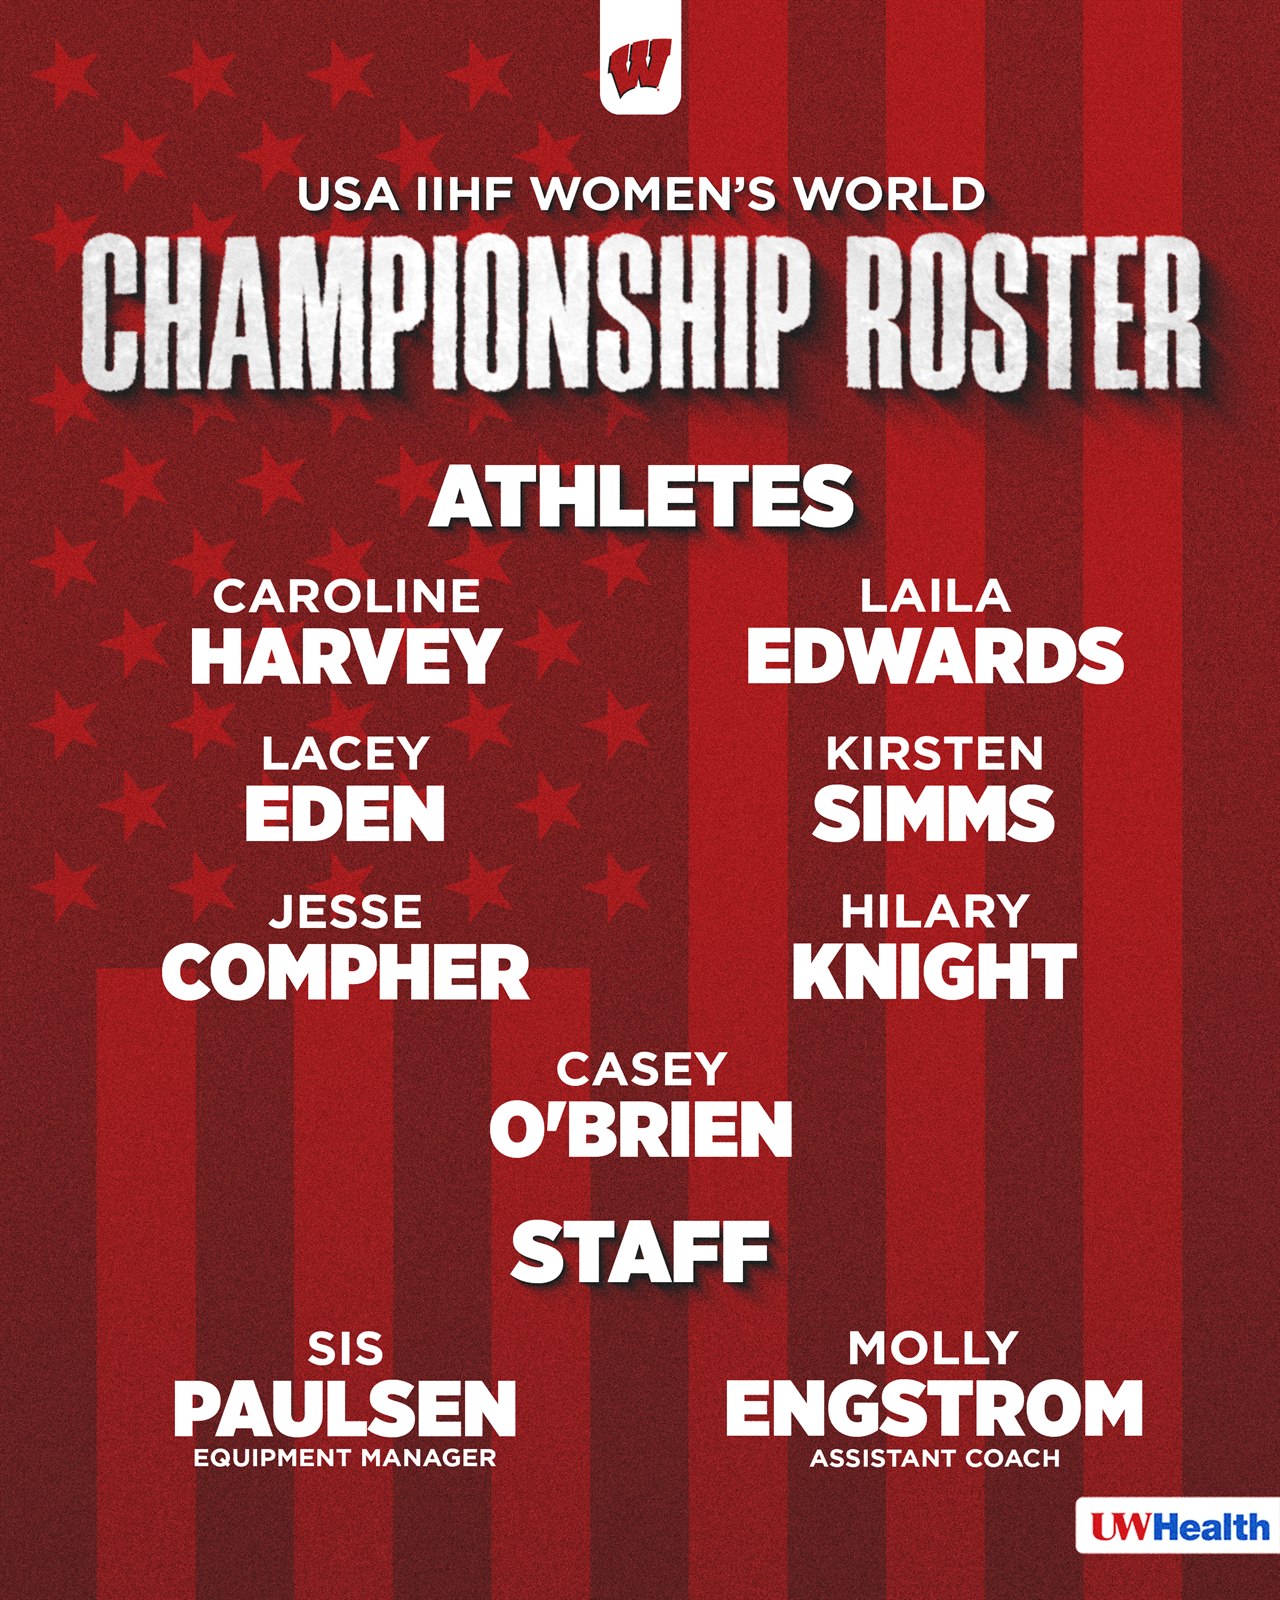 W
USA IIHF WOMEN'S WORLD
CHAMPIONSHIP ROSTER
ATHLETES
CAROLINE
HARVEY
LAILA
EDWARDS
LACEY
EDEN
KIRSTEN
SIMMS
JESSE
COMPHER
HILARY
KNIGHT
CASEY
O'BRIEN
STAFF
SIS
PAULSEN
EQUIPMENT MANAGER
MOLLY
ENGSTROM
ASSISTANT COACH
UWHealth